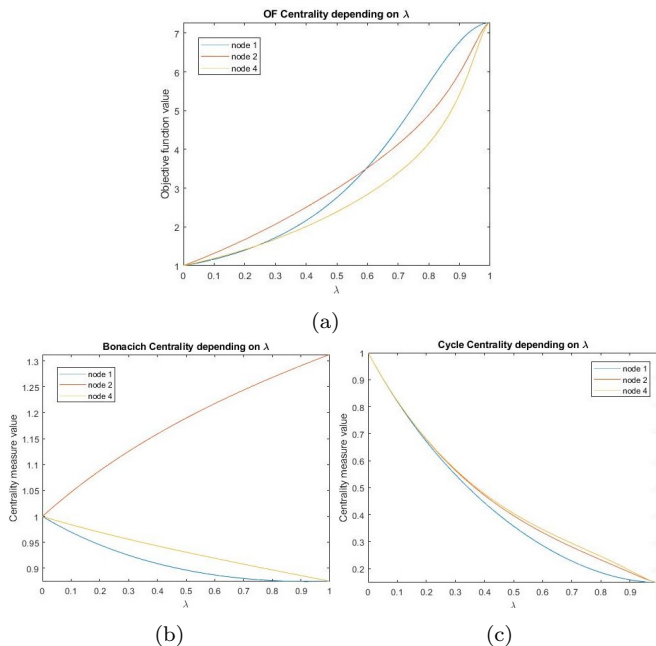 OF Centrality depending on λ
node 1
node 2
node 4
Objective function value
7
6
5
4
3
2
1
0 0.1 0.2 0.3 0.4 0.5 0.6 0.7 0.8 0.9 1
λ
(a)
Bonacich Centrality depending on λ
node 1
node 2
node 4
Centrality measure value
1.3
1.25
1.2
1.15
1.1
1.05
1
0.95
0.9
0 0.1 0.2 0.3 0.4 0.5 0.6 0.7 0.8 0.9 1
λ
(b)
Cycle Centrality depending on λ
node 1
node 2
node 4
Centrality measure value
1
0.9
0.8
0.7
0.6
0.5
0.4
0.3
0.2
0 0.1 0.2 0.3 0.4 0.5 0.6 0.7 0.8 0.9
λ
(c)